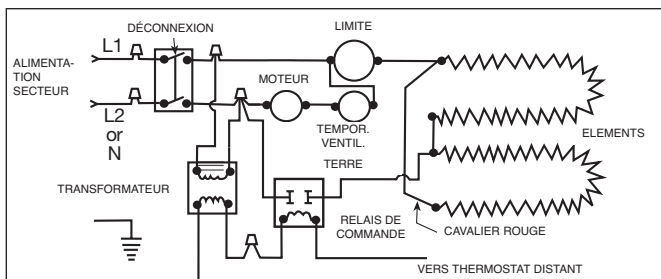 DÉCONNEXION
LIMITE
L1
ALIMENTA-
TION
SECTEUR
MOTEUR
L2
or
N
TEMPOR.
VENTIL.
ELEMENTS
TERRE
TRANSFORMATEUR
RELAIS DE
COMMANDE
CAVALIER ROUGE
VERS THERMOSTAT DISTANT